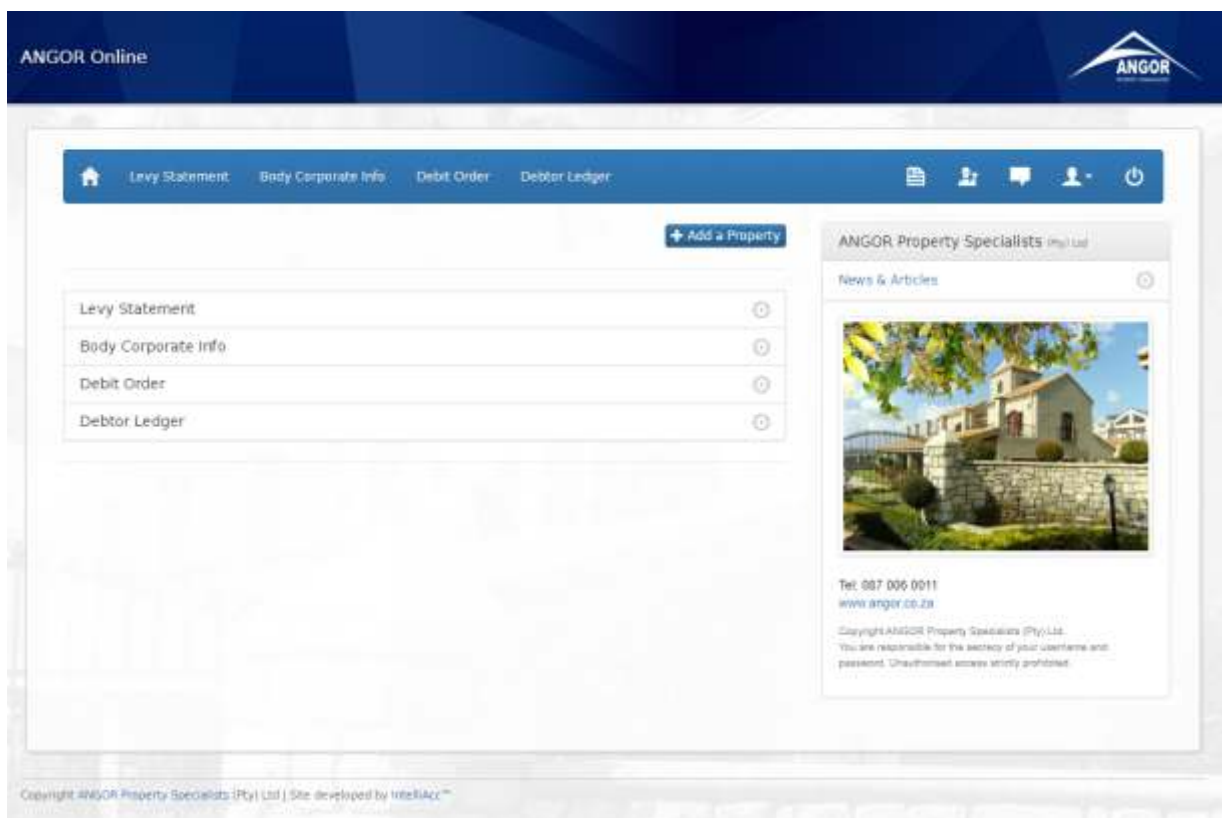 ANGOR Online
ANGOR
Levy Statement Body Corporate Info Debit Order Debtor Ledger
Add a Property
Levy Statement
Body Corporate Info
Debit Order
Debtor Ledger
ANGOR Property Specialists (Pty) Ltd
News & Articles
Tel: 087 006 0011
www.angor.co.za
Copyright ANGOR Property Specialists (Pty) Ltd.
You are responsible for the secrecy of your username and
password. Unauthorised access strictly prohibited.
Copyright ANGOR Property Specialists (Pty) Ltd | Site developed by IntelliAcc™